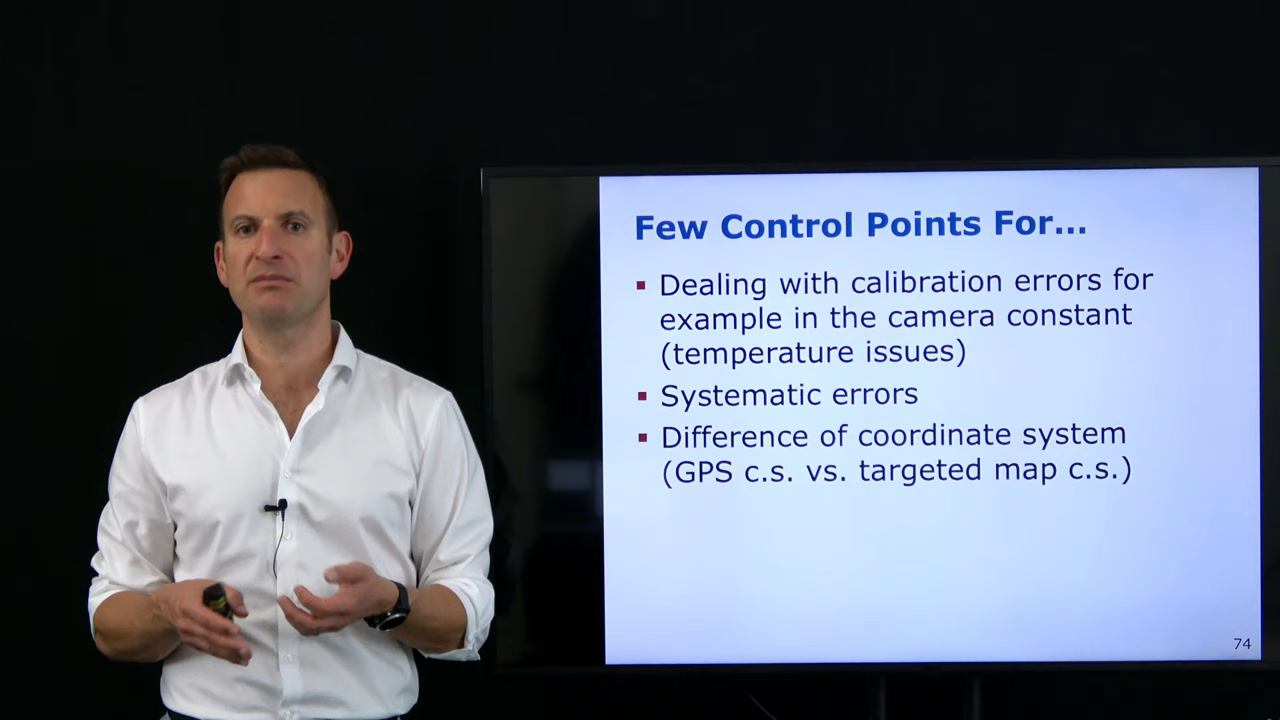 Few Control Points For...
▪ Dealing with calibration errors for
example in the camera constant
(temperature issues)
▪ Systematic errors
▪ Difference of coordinate system
(GPS c.s. vs. targeted map c.s.)
74